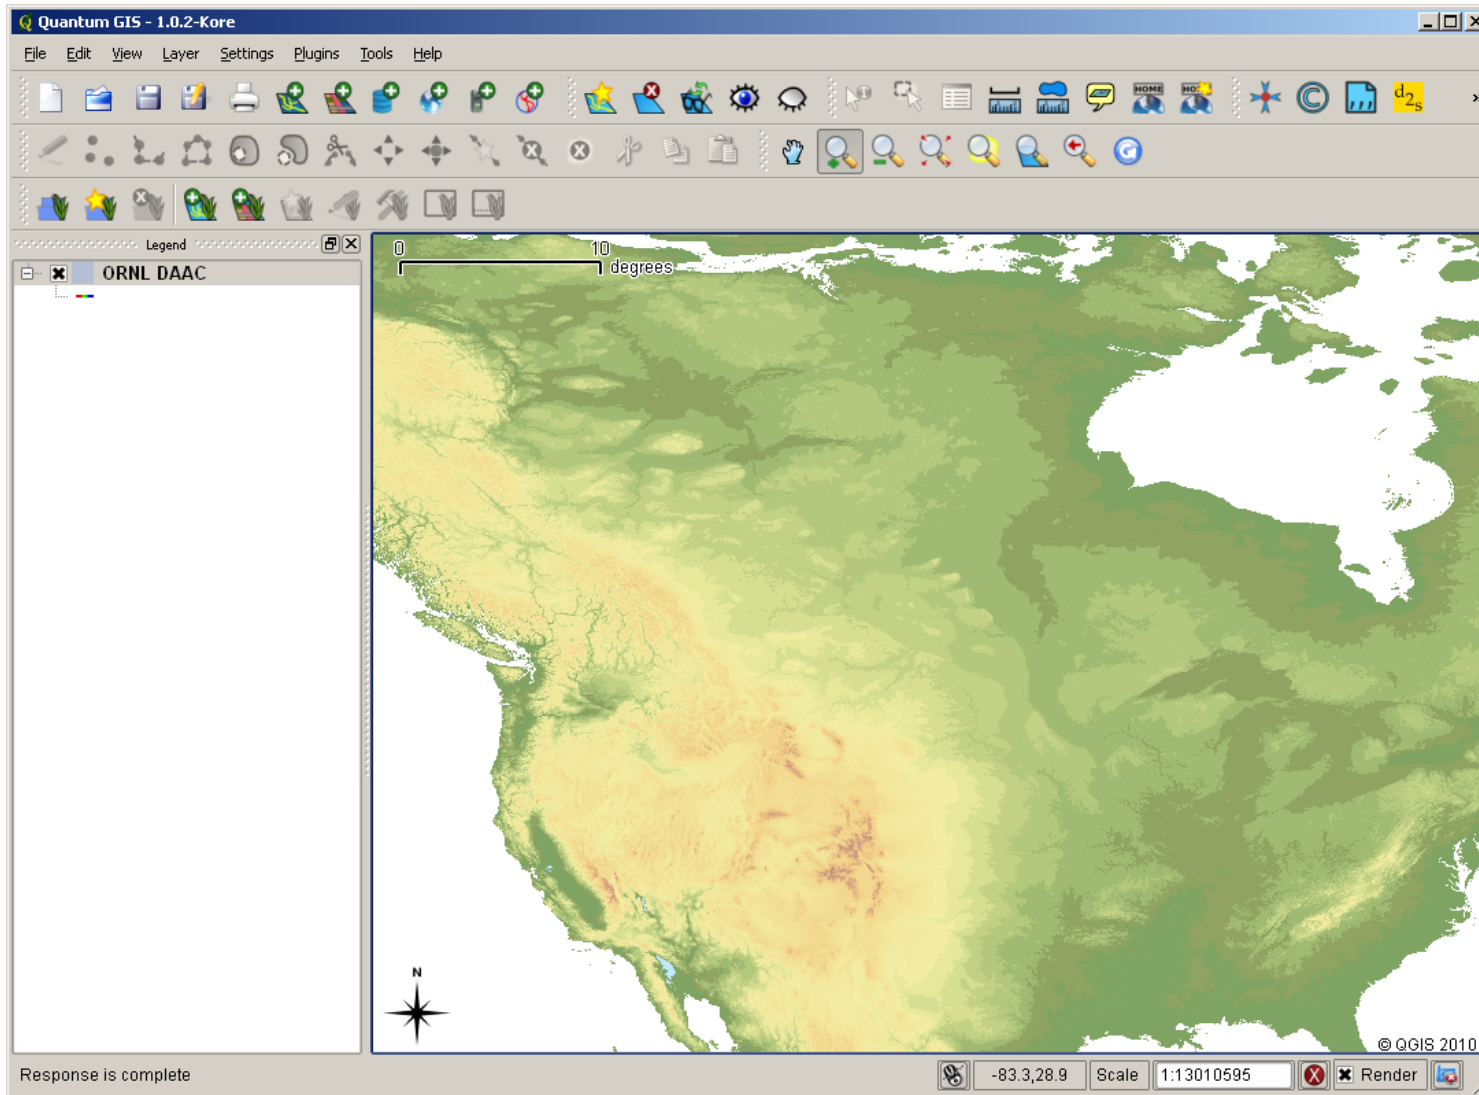 Quantum GIS - 1.0.2-Kore
File Edit View Layer Settings Plugins Tools Help
HOME HO
d2s
»
Legend
ORNL DAAC
0 10
degrees
N
© QGIS 2010
Response is complete
-83.3,28.9 Scale 1:13010595 Render